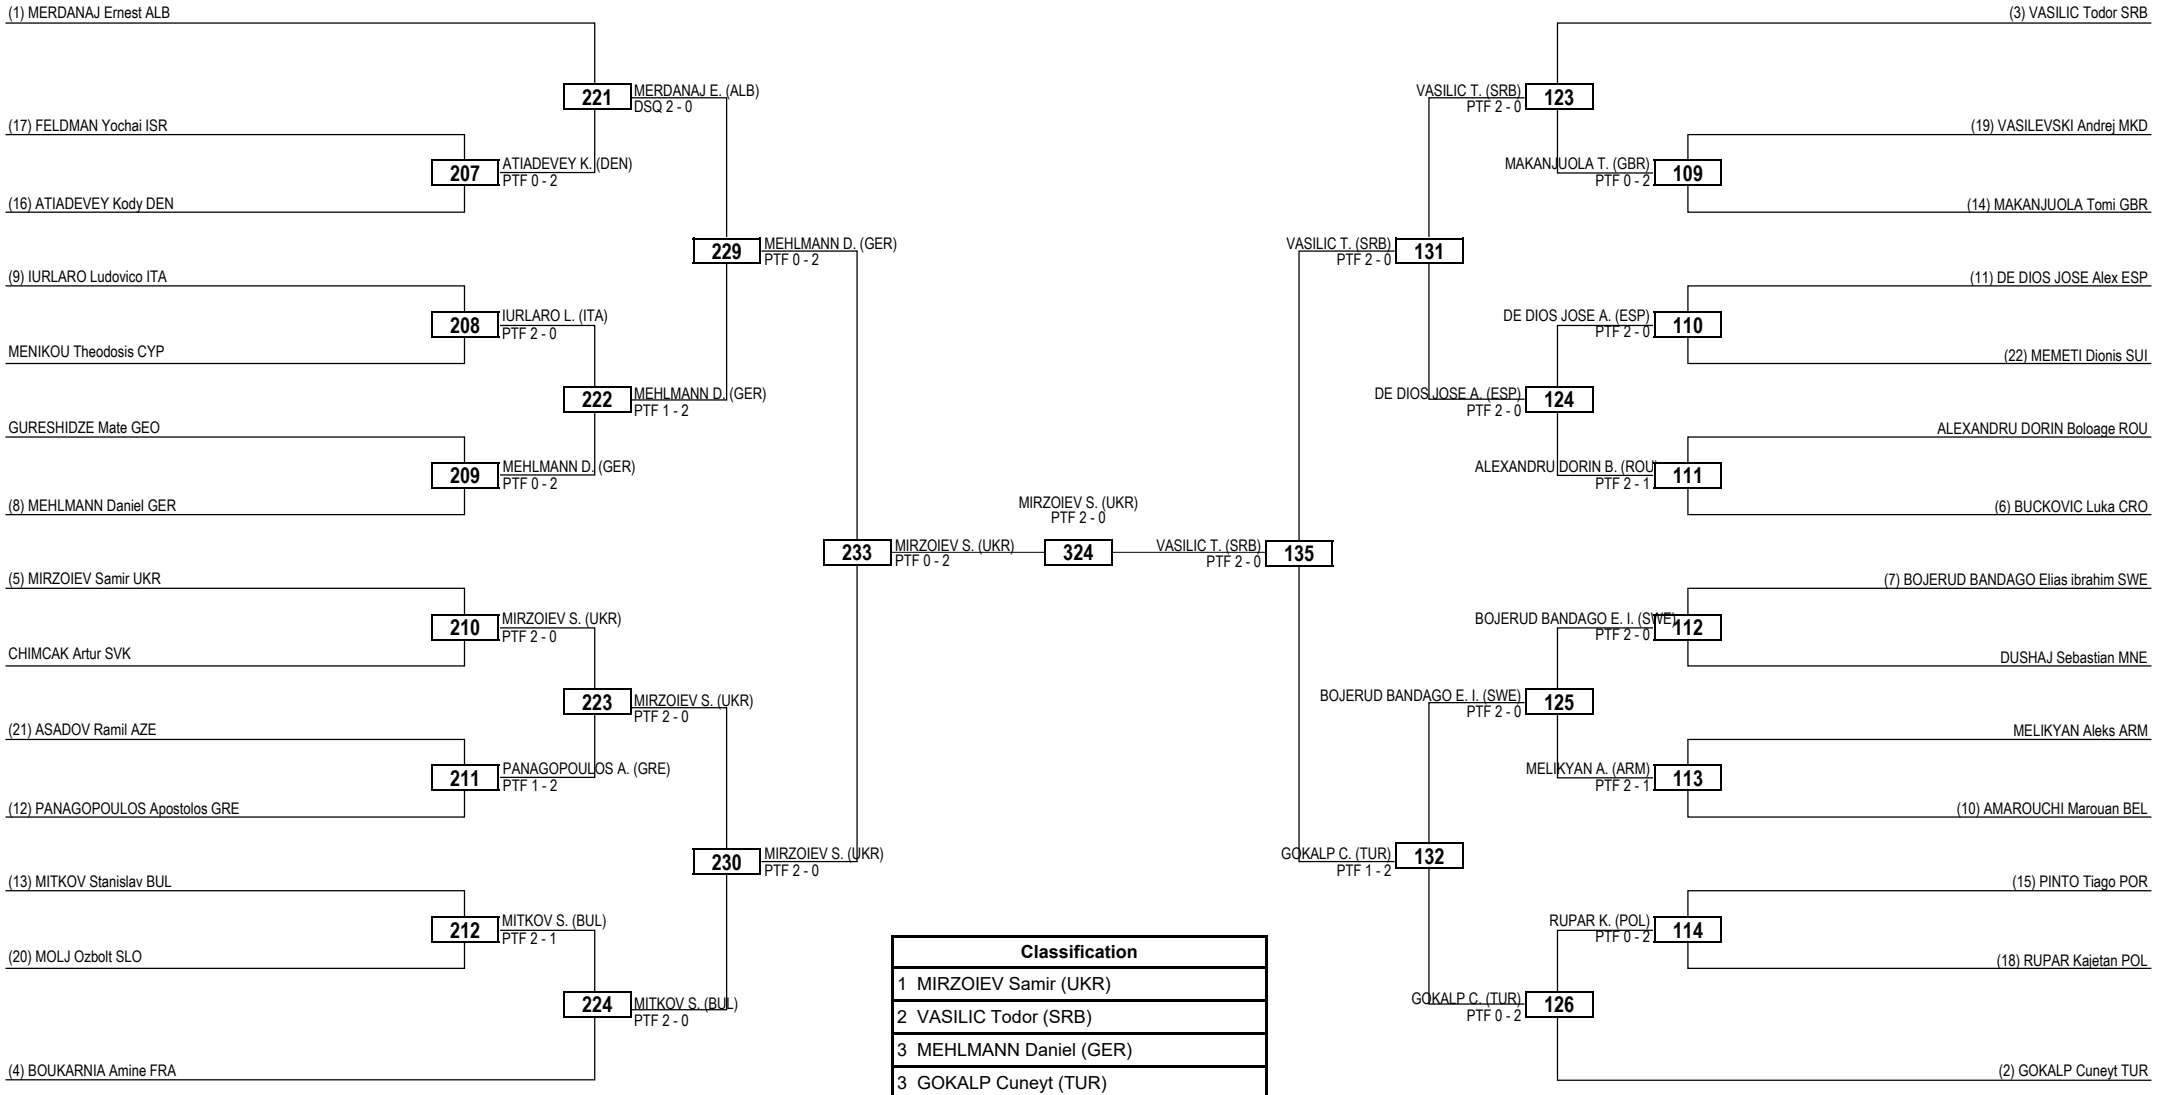 (1) MERDANAJ Ernest ALB
221
MERDANAJ E. (ALB)
DSQ 2 - 0
(17) FELDMAN Yochai ISR
207
ATIADEVEY K. (DEN)
PTF 0 - 2
(16) ATIADEVEY Kody DEN
229
MEHLMANN D. (GER)
PTF 0 - 2
(9) IURLARO Ludovico ITA
208
IURLARO L. (ITA)
PTF 2 - 0
MENIKOU Theodosis CYP
222
MEHLMANN D. (GER)
PTF 1 - 2
GURESHIDZE Mate GEO
209
MEHLMANN D. (GER)
PTF 0 - 2
(8) MEHLMANN Daniel GER
233
MIRZOIEV S. (UKR)
PTF 0 - 2
(5) MIRZOIEV Samir UKR
210
MIRZOIEV S. (UKR)
PTF 2 - 0
CHIMCAK Artur SVK
223
MIRZOIEV S. (UKR)
PTF 2 - 0
(21) ASADOV Ramil AZE
211
PANAGOPOULOS A. (GRE)
PTF 1 - 2
(12) PANAGOPOULOS Apostolos GRE
230
MIRZOIEV S. (UKR)
PTF 2 - 0
(13) MITKOV Stanislav BUL
212
MITKOV S. (BUL)
PTF 2 - 1
(20) MOLJ Ozbolt SLO
224
MITKOV S. (BUL)
PTF 2 - 0
(4) BOUKARNIA Amine FRA
MIRZOIEV S. (UKR)
PTF 2 - 0
324
(3) VASILIC Todor SRB
VASILIC T. (SRB)
PTF 2 - 0
123
(19) VASILEVSKI Andrej MKD
MAKANJUOLA T. (GBR)
PTF 0 - 2
109
(14) MAKANJUOLA Tomi GBR
VASILIC T. (SRB)
PTF 2 - 0
131
(11) DE DIOS JOSE Alex ESP
DE DIOS JOSE A. (ESP)
PTF 2 - 0
110
(22) MEMETI Dionis SUI
DE DIOS JOSE A. (ESP)
PTF 2 - 0
124
ALEXANDRU DORIN Boloage ROU
ALEXANDRU DORIN B. (ROU
PTF 2 - 1
111
(6) BUCKOVIC Luka CRO
VASILIC T. (SRB)
PTF 2 - 0
135
(7) BOJERUD BANDAGO Elias ibrahim SWE
BOJERUD BANDAGO E. I. (SWE)
PTF 2 - 0
112
DUSHAJ Sebastian MNE
BOJERUD BANDAGO E. I. (SWE)
PTF 2 - 0
125
MELIKYAN Aleks ARM
MELIKYAN A. (ARM)
PTF 2 - 1
113
(10) AMAROUCHI Marouan BEL
GOKALP C. (TUR)
PTF 1 - 2
132
(15) PINTO Tiago POR
RUPAR K. (POL)
PTF 0 - 2
114
(18) RUPAR Kajetan POL
GOKALP C. (TUR)
PTF 0 - 2
126
(2) GOKALP Cuneyt TUR
Classification
1 MIRZOIEV Samir (UKR)
2 VASILIC Todor (SRB)
3 MEHLMANN Daniel (GER)
3 GOKALP Cuneyt (TUR)